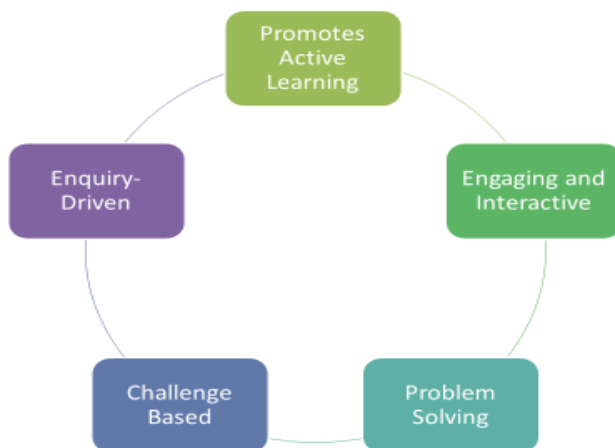 Promotes
Active
Learning
Engaging and
Interactive
Problem
Solving
Challenge
Based
Enquiry-
Driven